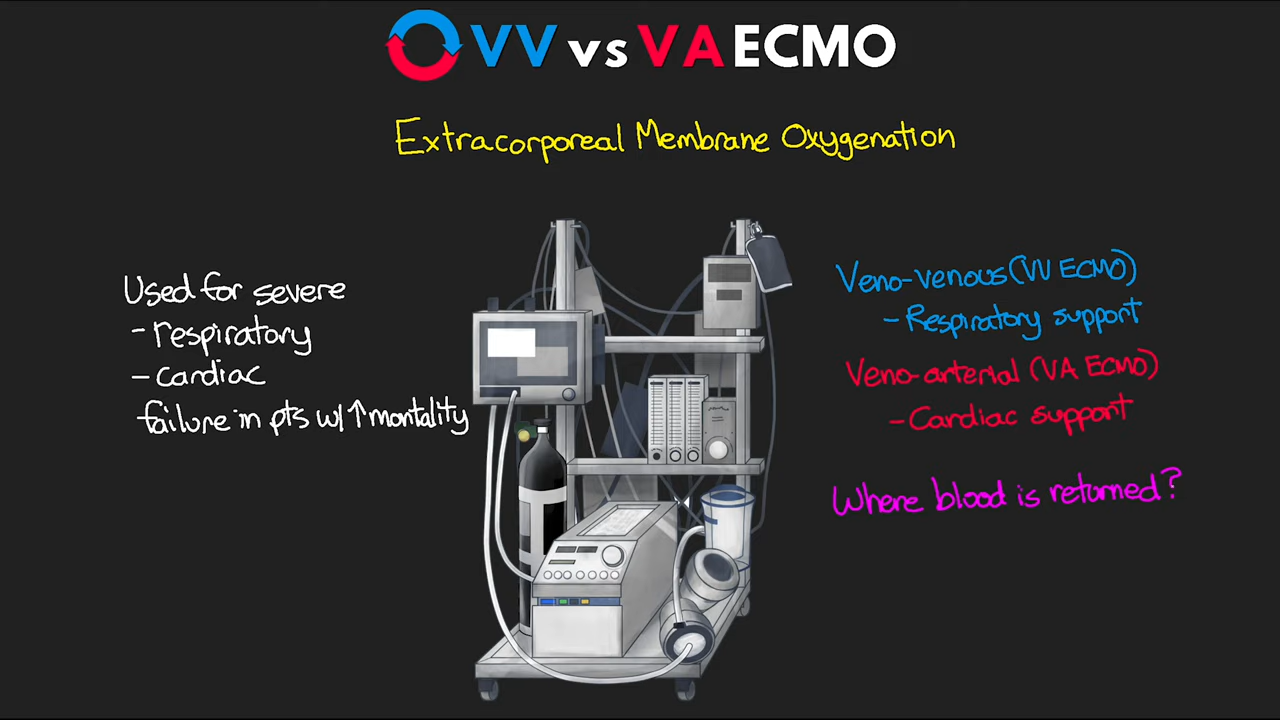 VV vs VA ECMO
Extracorporeal Membrane Oxygenation
Used for severe
- respiratory
- cardiac
failure in pts w/ ↑ mortality
Veno-venous (VV ECMO)
- Respiratory support
Veno-arterial (VA ECMO)
- Cardiac support
Where blood is returned?